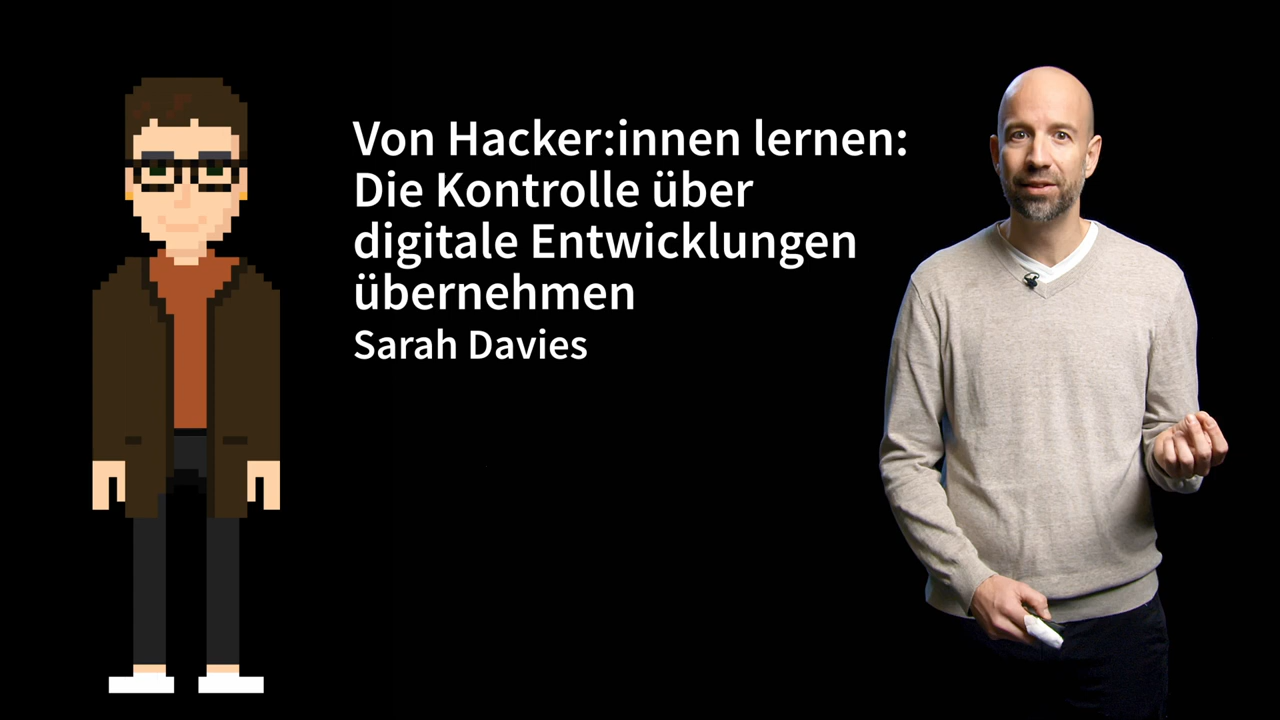 Von Hacker:innen lernen:
Die Kontrolle über
digitale Entwicklungen
übernehmen
Sarah Davies